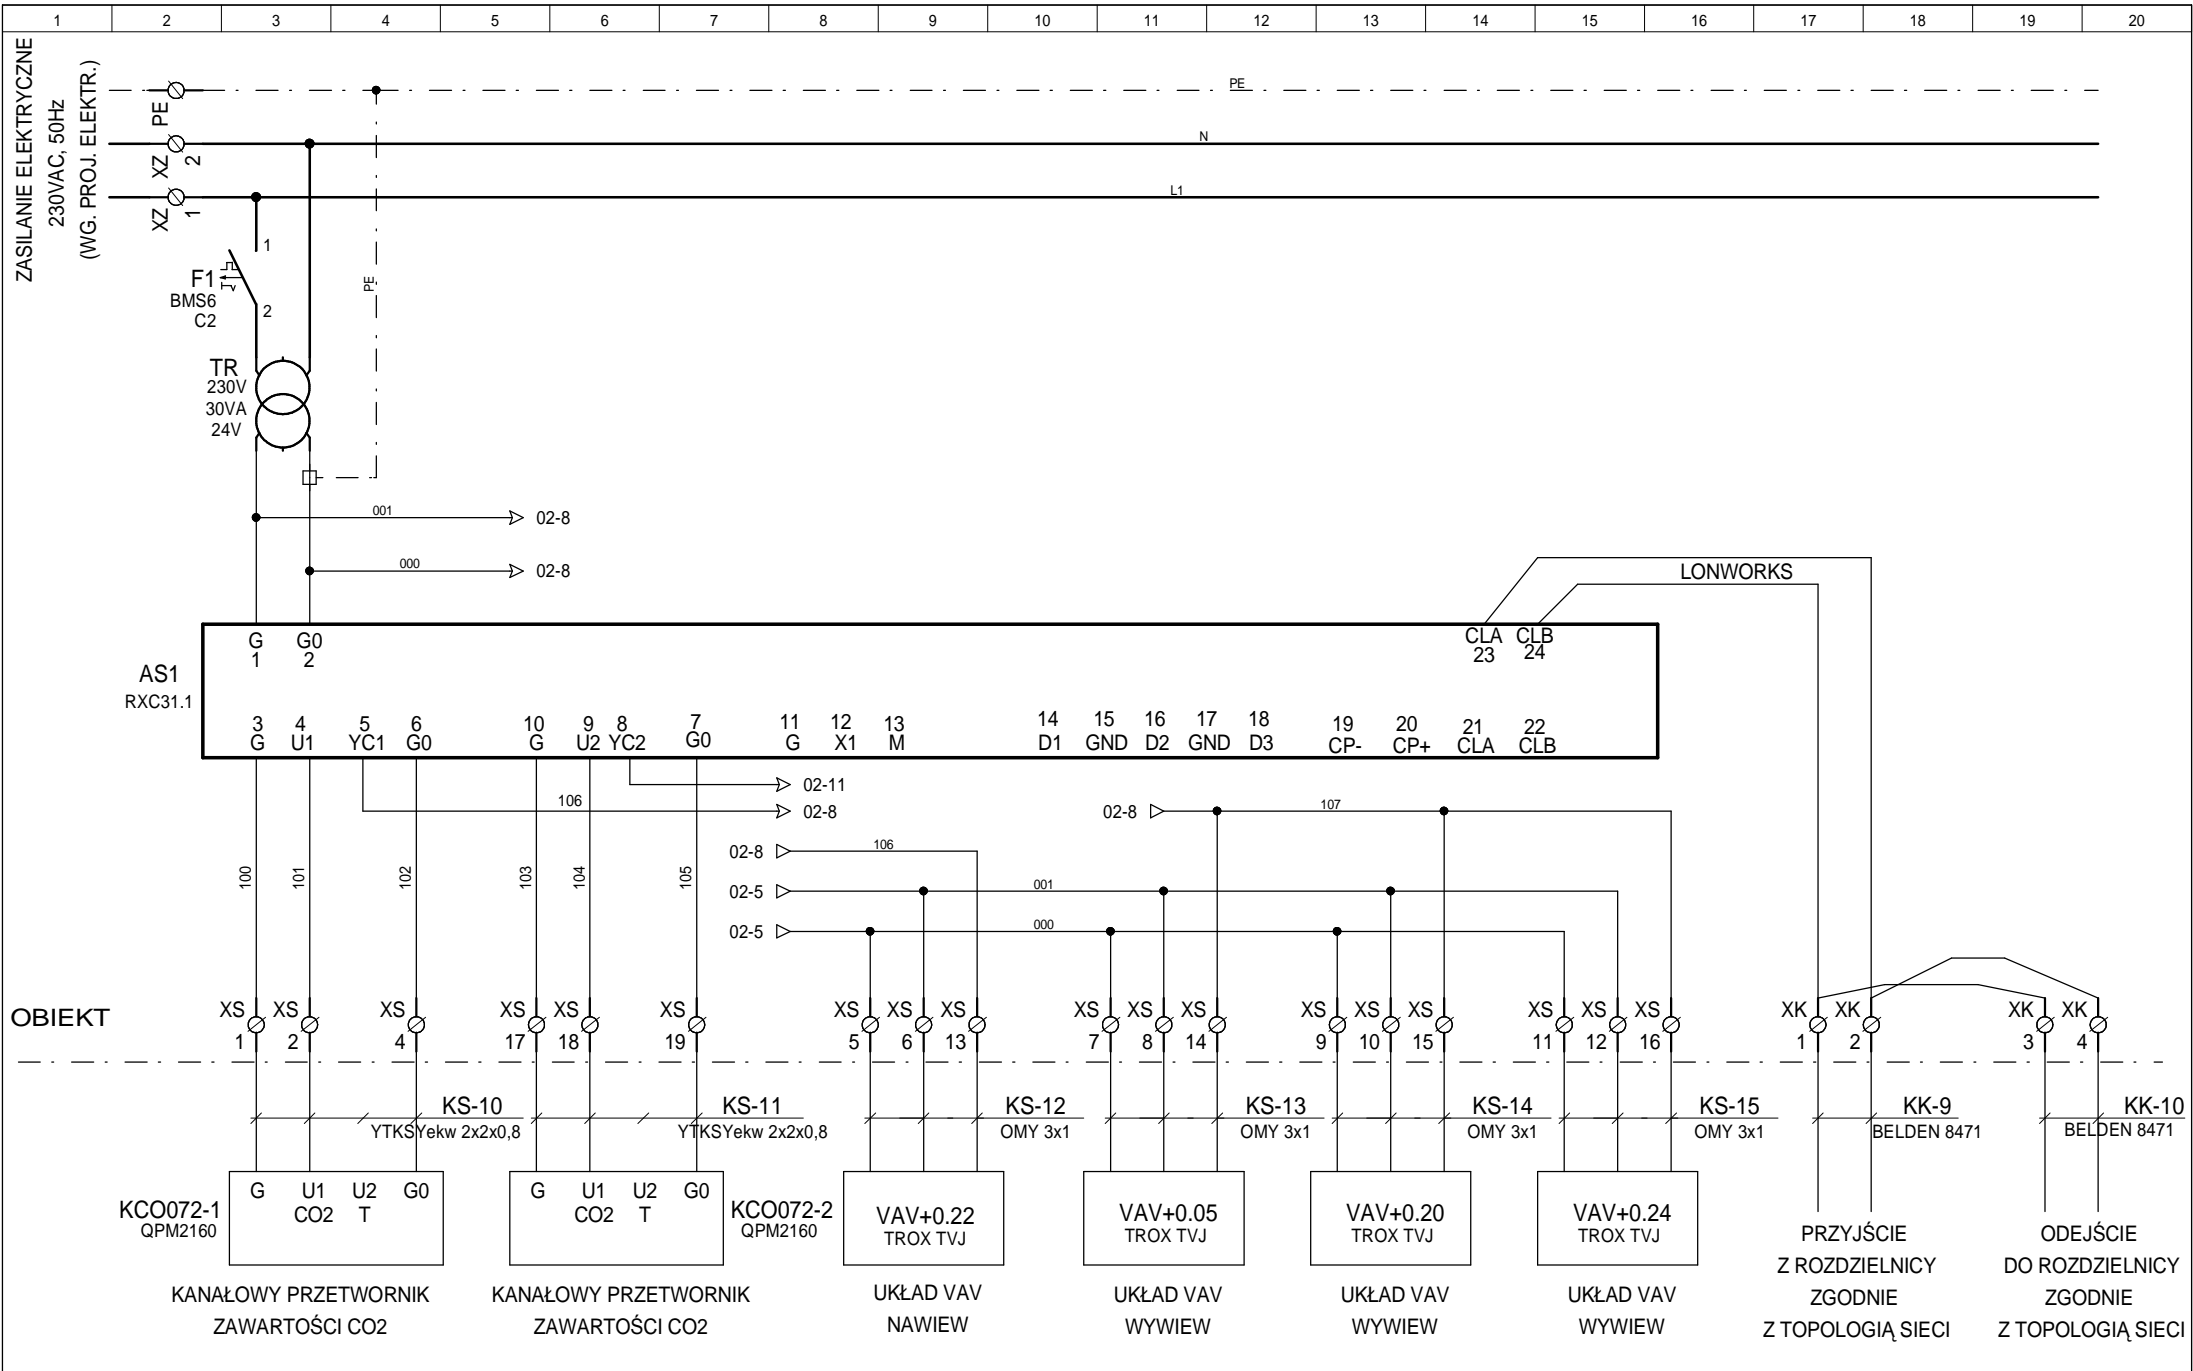 1 2 3 4 5 6 7 8 9 10 11 12 13 14 15 16 17 18 19 20
ZASILANIE ELEKTRYCZNE
230VAC, 50Hz
(WG. PROJ. ELEKTR.)
PE
PE
XZ 2
N
XZ 1
L1
1
F1
BMS6
C2
2
PE
TR
230V
30VA
24V
001 02-8
000 02-8
LONWORKS
AS1
RXC31.1
G G0 CLA CLB
1 2 23 24
3 4 5 6 10 9 8 7 11 12 13 14 15 16 17 18 19 20 21 22
G U1 YC1 G0 G U2 YC2 G0 G X1 M D1 GND D2 GND D3 CP- CP+ CLA CLB
02-11
106 02-8
02-8 107
02-8 106
02-5 001
02-5 000
100 101 102 103 104 105
OBIEKT
XS XS XS XS XS XS XS XS XS XS XS XS XS XS XS XS XS XS XK XK XK XK
1 2 4 17 18 19 5 6 13 7 8 14 9 10 15 11 12 16 1 2 3 4
KS-10 KS-11 KS-12 KS-13 KS-14 KS-15 KK-9 KK-10
YTKSYekw 2x2x0,8 YTKSYekw 2x2x0,8 OMY 3x1 OMY 3x1 OMY 3x1 OMY 3x1 BELDEN 8471 BELDEN 8471
KCO072-1
QPM2160
G U1 U2 G0
CO2 T
G U1 U2 G0
CO2 T
KCO072-2
QPM2160
VAV+0.22
TROX TVJ
VAV+0.05
TROX TVJ
VAV+0.20
TROX TVJ
VAV+0.24
TROX TVJ
KANAŁOWY PRZETWORNIK
ZAWARTOŚCI CO2
KANAŁOWY PRZETWORNIK
ZAWARTOŚCI CO2
UKŁAD VAV
NAWIEW
UKŁAD VAV
WYWIEW
UKŁAD VAV
WYWIEW
UKŁAD VAV
WYWIEW
PRZYJŚCIE
Z ROZDZIELNICY
ZGODNIE
Z TOPOLOGIĄ SIECI
ODEJŚCIE
DO ROZDZIELNICY
ZGODNIE
Z TOPOLOGIĄ SIECI